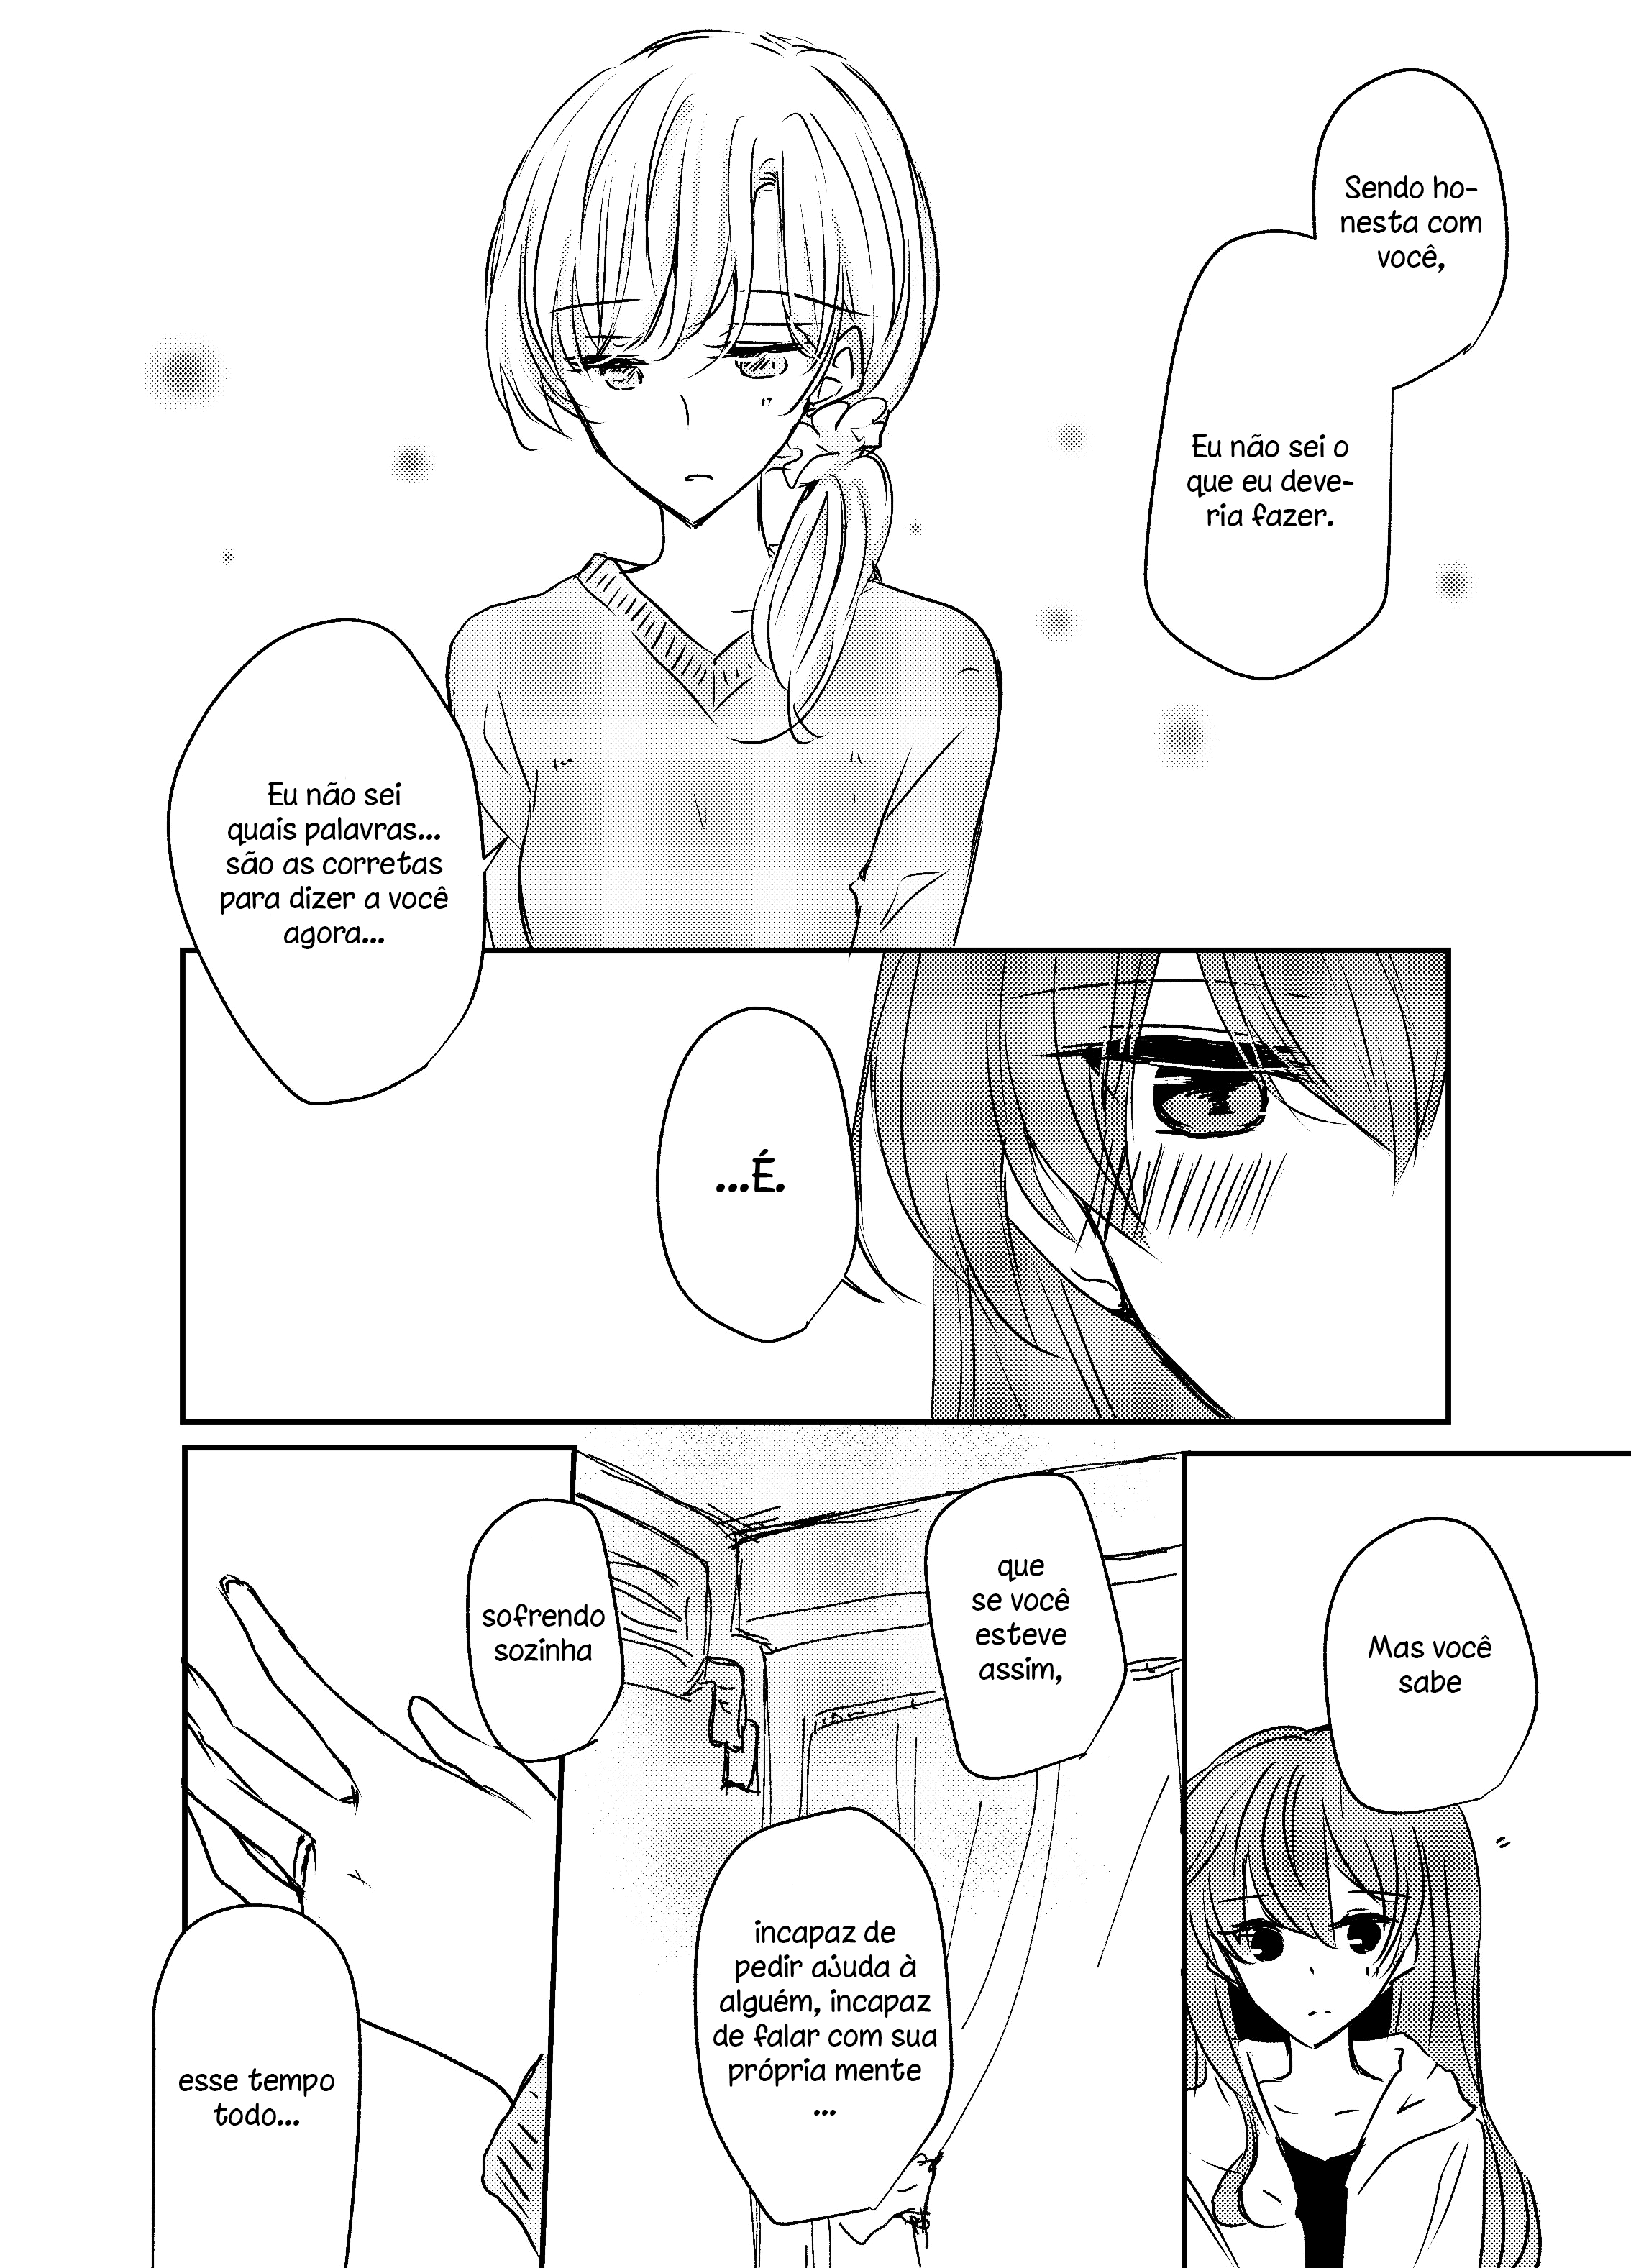 Sendo ho-
nesta com
você,
Eu não sei o
que eu deve-
ria fazer.
Eu não sei
quais palavras...
são as corretas
para dizer a você
agora...
...É.
Mas você
sabe
que
se você
esteve
assim,
incapaz de
pedir ajuda à
alguém, incapaz
de falar com sua
própria mente
...
sofrendo
sozinha
esse tempo
todo...